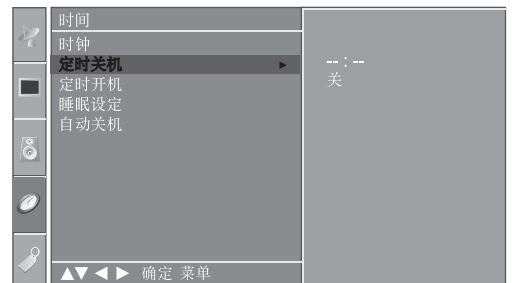 时间
时钟
定时关机 ►
定时开机
睡眠设定
自动关机
-- : --
关
▲▼ ◄ ► 确定 菜单